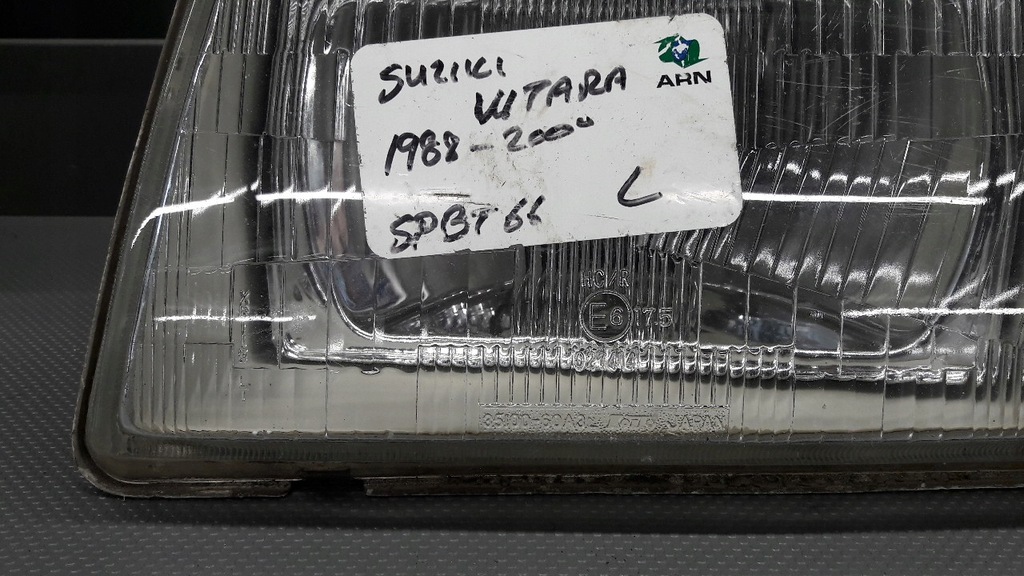 SUZIKI
VITARA
ARN
1988-2000
L
SPBT 66
HC/R
E6 175